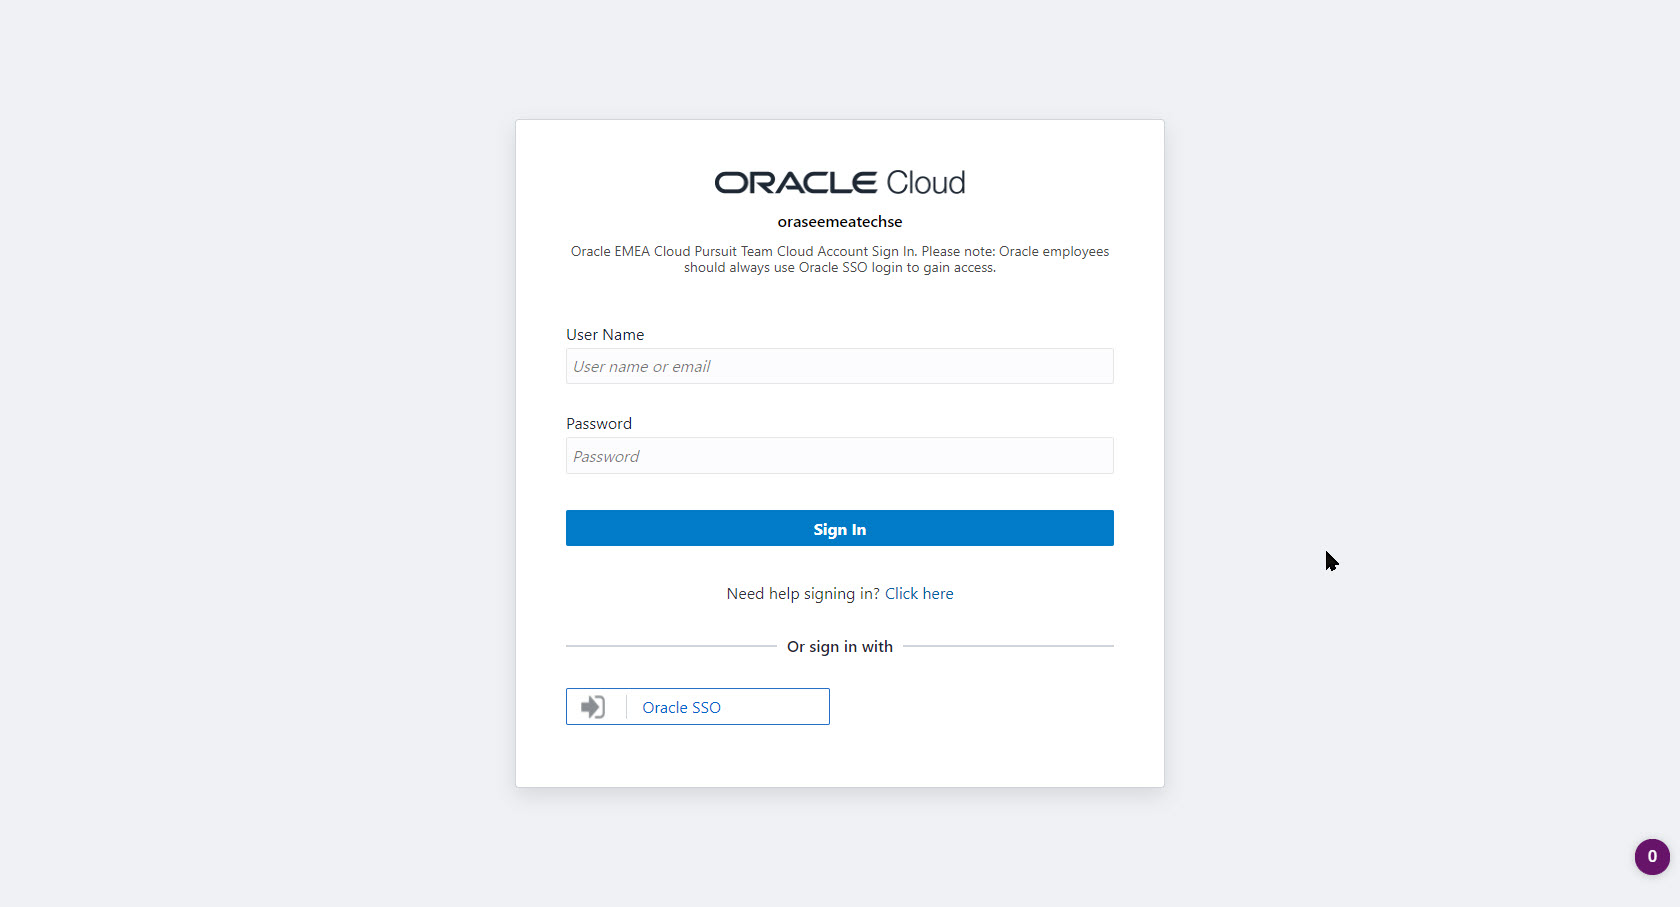 ORACLE Cloud
oraseemeatechse
Oracle EMEA Cloud Pursuit Team Cloud Account Sign In. Please note: Oracle employees
should always use Oracle SSO login to gain access.
User Name
User name or email
Password
Password
Sign In
Need help signing in? Click here
Or sign in with
Oracle SSO
0